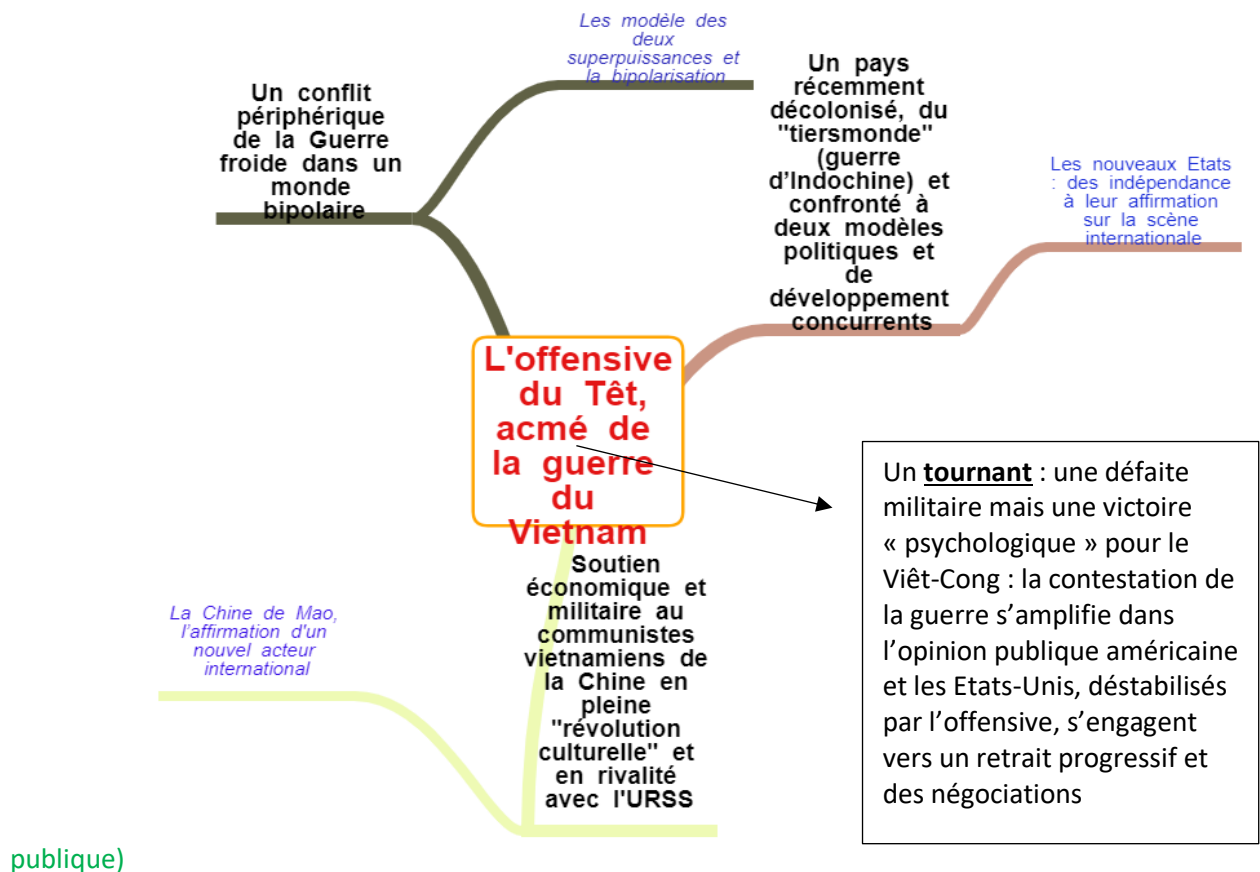 Les modèle des
deux
superpuissances et
la bipolarisation
Un conflit
périphérique
de la Guerre
froide dans un
monde
bipolaire
Un pays
récemment
décolonisé, du
"tiersmonde"
(guerre
d’Indochine) et
confronté à
deux modèles
politiques et
de
développement
concurrents
Les nouveaux Etats
: des indépendance
à leur affirmation
sur la scène
internationale
L'offensive
du Têt,
acmé de
la guerre
du
Vietnam
Un tournant : une défaite
militaire mais une victoire
« psychologique » pour le
Viêt-Cong : la contestation de
la guerre s’amplifie dans
l’opinion publique américaine
et les Etats-Unis, déstabilisés
par l’offensive, s’engagent
vers un retrait progressif et
des négociations
Soutien
économique et
militaire au
communistes
vietnamiens de
la Chine en
pleine
"révolution
culturelle" et
en rivalité
avec l'URSS
La Chine de Mao,
l’affirmation d'un
nouvel acteur
international
publique)